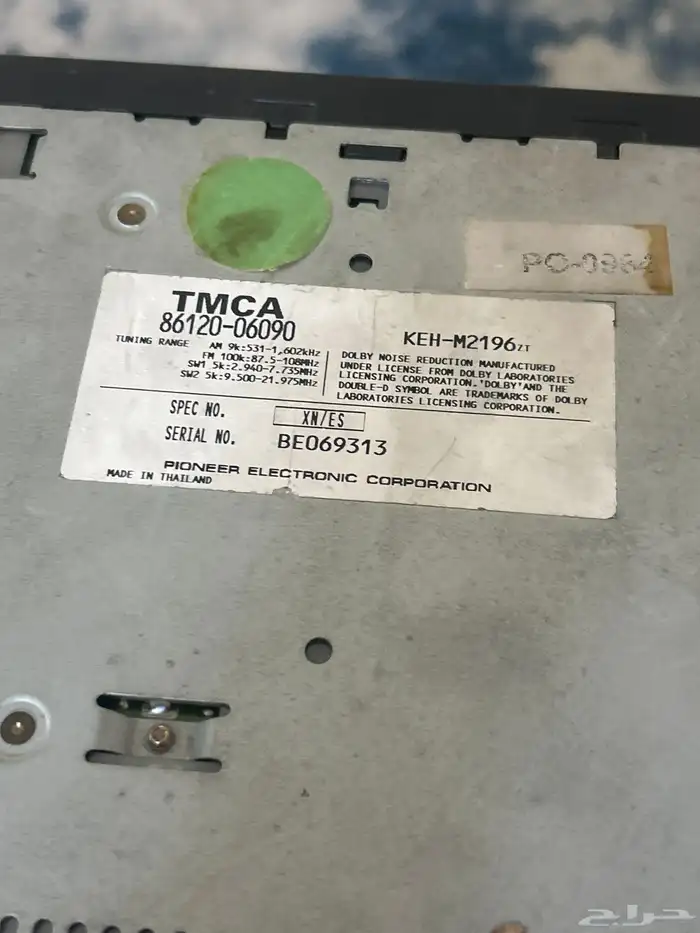 PO-0984
TMCA
86120-06090
KEH-M2196ZT
TUNING RANGE AM 9k:531-1,602kHz
FM 100k:87.5-108MHz
SW1 5k:2.940-7.735MHz
SW2 5k:9.500-21.975MHz
DOLBY NOISE REDUCTION MANUFACTURED
UNDER LICENSE FROM DOLBY LABORATORIES
LICENSING CORPORATION."DOLBY"AND THE
DOUBLE-D SYMBOL ARE TRADEMARKS OF DOLBY
LABORATORIES LICENSING CORPORATION.
SPEC NO. XN/ES
SERIAL NO. BE069313
PIONEER ELECTRONIC CORPORATION
MADE IN THAILAND
حراج